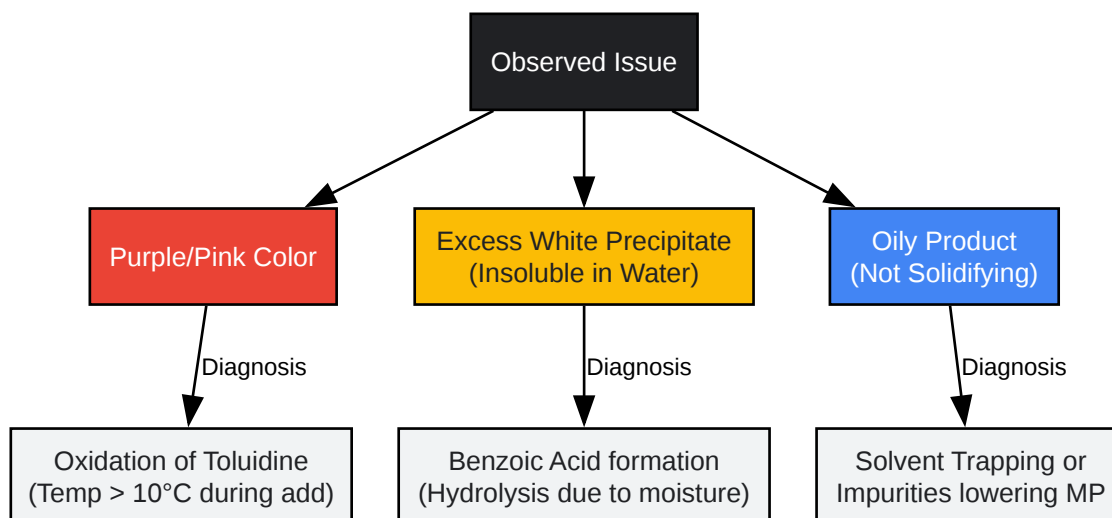 Observed Issue
Purple/Pink Color
Excess White Precipitate
(Insoluble in Water)
Oily Product
(Not Solidifying)
Diagnosis
Diagnosis
Diagnosis
Oxidation of Toluidine
(Temp > 10°C during add)
Benzoic Acid formation
(Hydrolysis due to moisture)
Solvent Trapping or
Impurities lowering MP